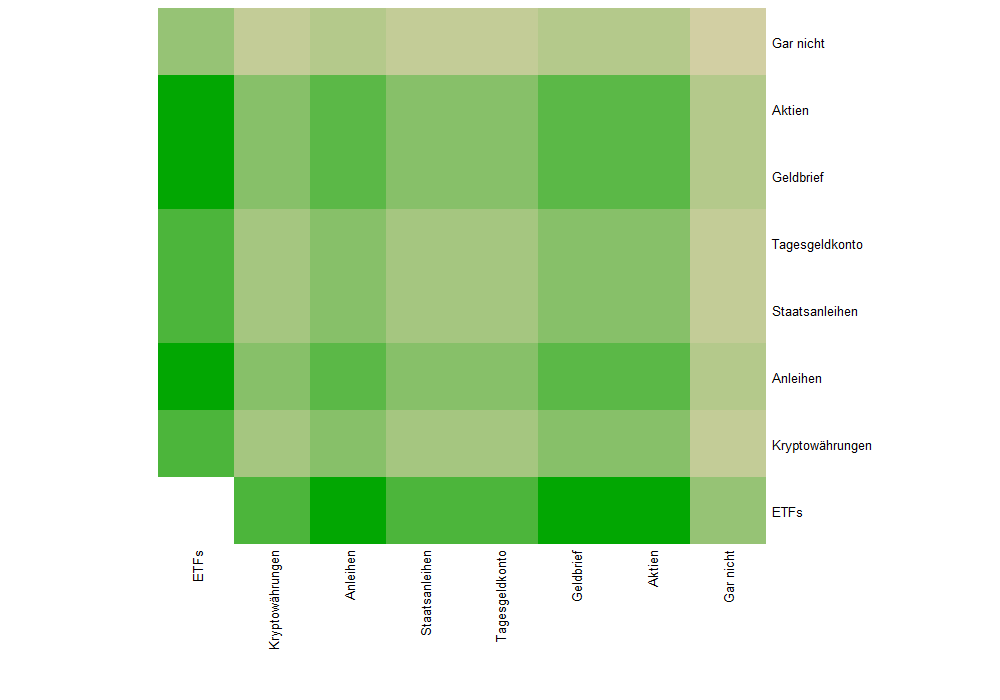 Gar nicht
Aktien
Geldbrief
Tagesgeldkonto
Staatsanleihen
Anleihen
Kryptowährungen
ETFs
ETFs
Kryptowährungen
Anleihen
Staatsanleihen
Tagesgeldkonto
Geldbrief
Aktien
Gar nicht